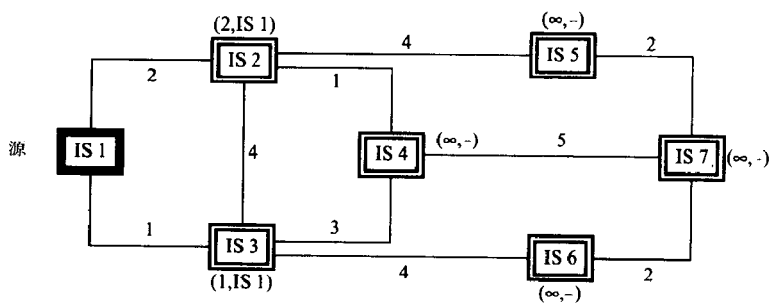 (2,IS 1)
(∞,-)
IS 2
4
IS 5
2
2
1
源
IS 1
4
IS 4
(∞,-)
5
IS 7
(∞,-)
1
IS 3
3
4
IS 6
2
(1,IS 1)
(∞,-)